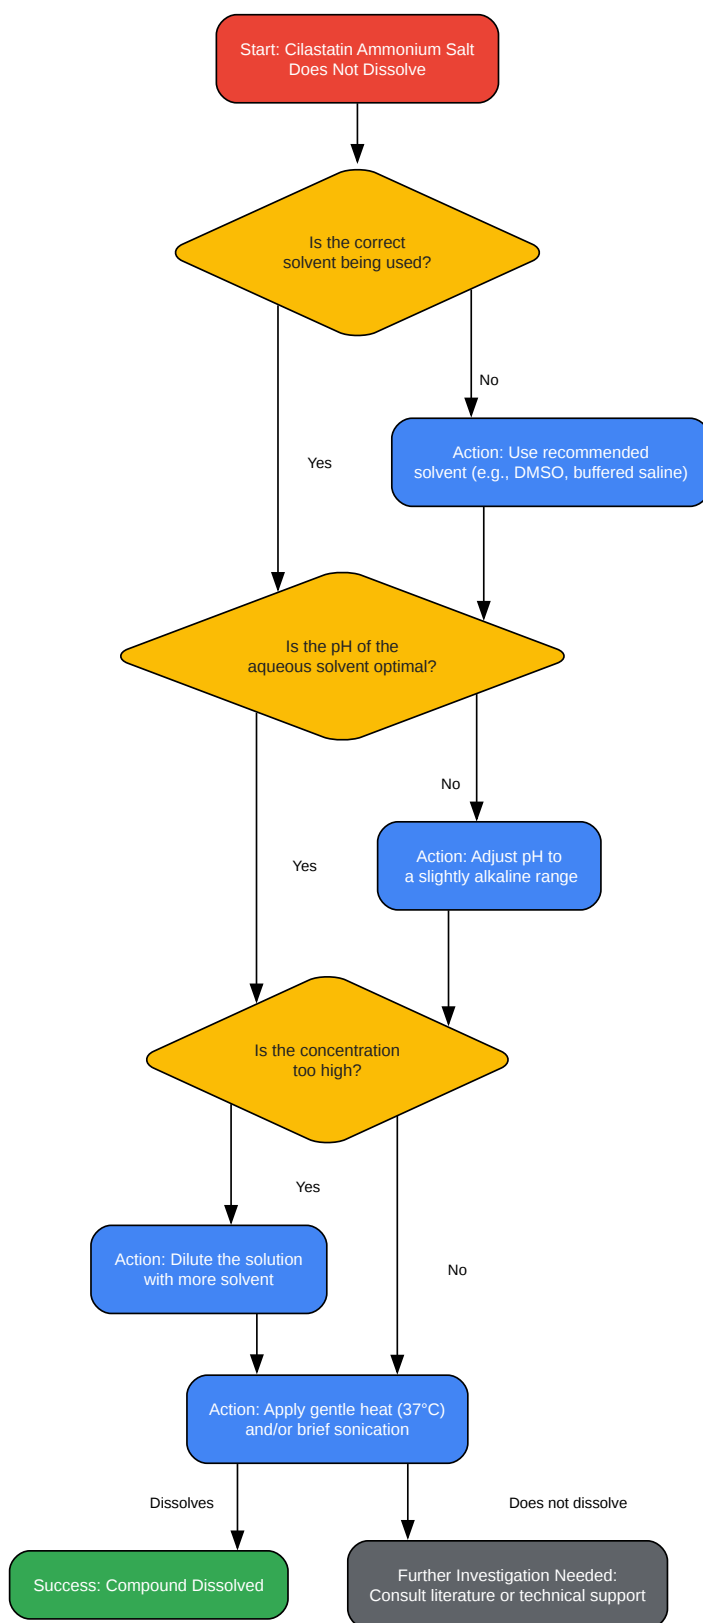 Start: Cilastatin Ammonium Salt
Does Not Dissolve
Is the correct
solvent being used?
No
Action: Use recommended
solvent (e.g., DMSO, buffered saline)
Yes
Is the pH of the
aqueous solvent optimal?
No
Action: Adjust pH to
a slightly alkaline range
Yes
Is the concentration
too high?
Yes
Action: Dilute the solution
with more solvent
No
Action: Apply gentle heat (37°C)
and/or brief sonication
Dissolves
Does not dissolve
Success: Compound Dissolved
Further Investigation Needed:
Consult literature or technical support